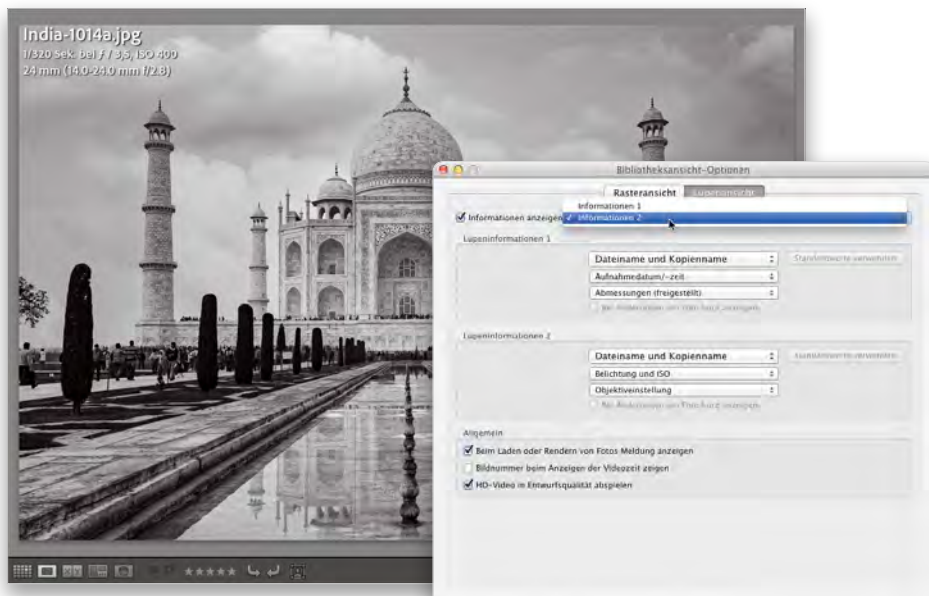 India-1014a.jpg
1/320 Sek. bei ƒ / 3,5, ISO 400
24 mm (14.0-24.0 mm f/2.8)
Bibliotheksansicht-Optionen
Rasteransicht Lupenansicht
Informationen 1
Informationen anzeigen ✓ Informationen 2
Lupeninformationen 1
Dateiname und Kopienname Standardwerte verwenden
Aufnahmedatum/-zeit
Abmessungen (freigestellt)
Bei Änderungen von Foto kurz anzeigen
Lupeninformationen 2
Dateiname und Kopienname Standardwerte verwenden
Belichtung und ISO
Objektiveinstellung
Bei Änderungen von Foto kurz anzeigen
Allgemein
Beim Laden oder Rendern von Fotos Meldung anzeigen
Bildnummer beim Anzeigen der Videozeit zeigen
HD-Video in Entwurfsqualität abspielen